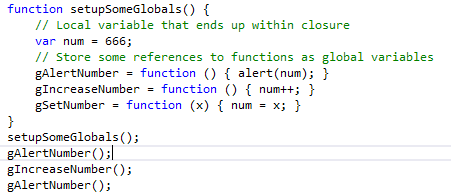 function setupSomeGlobals() {
    // Local variable that ends up within closure
    var num = 666;
    // Store some references to functions as global variables
    gAlertNumber = function () { alert(num); }
    gIncreaseNumber = function () { num++; }
    gSetNumber = function (x) { num = x; }
}
setupSomeGlobals();
gAlertNumber();
gIncreaseNumber();
gAlertNumber();